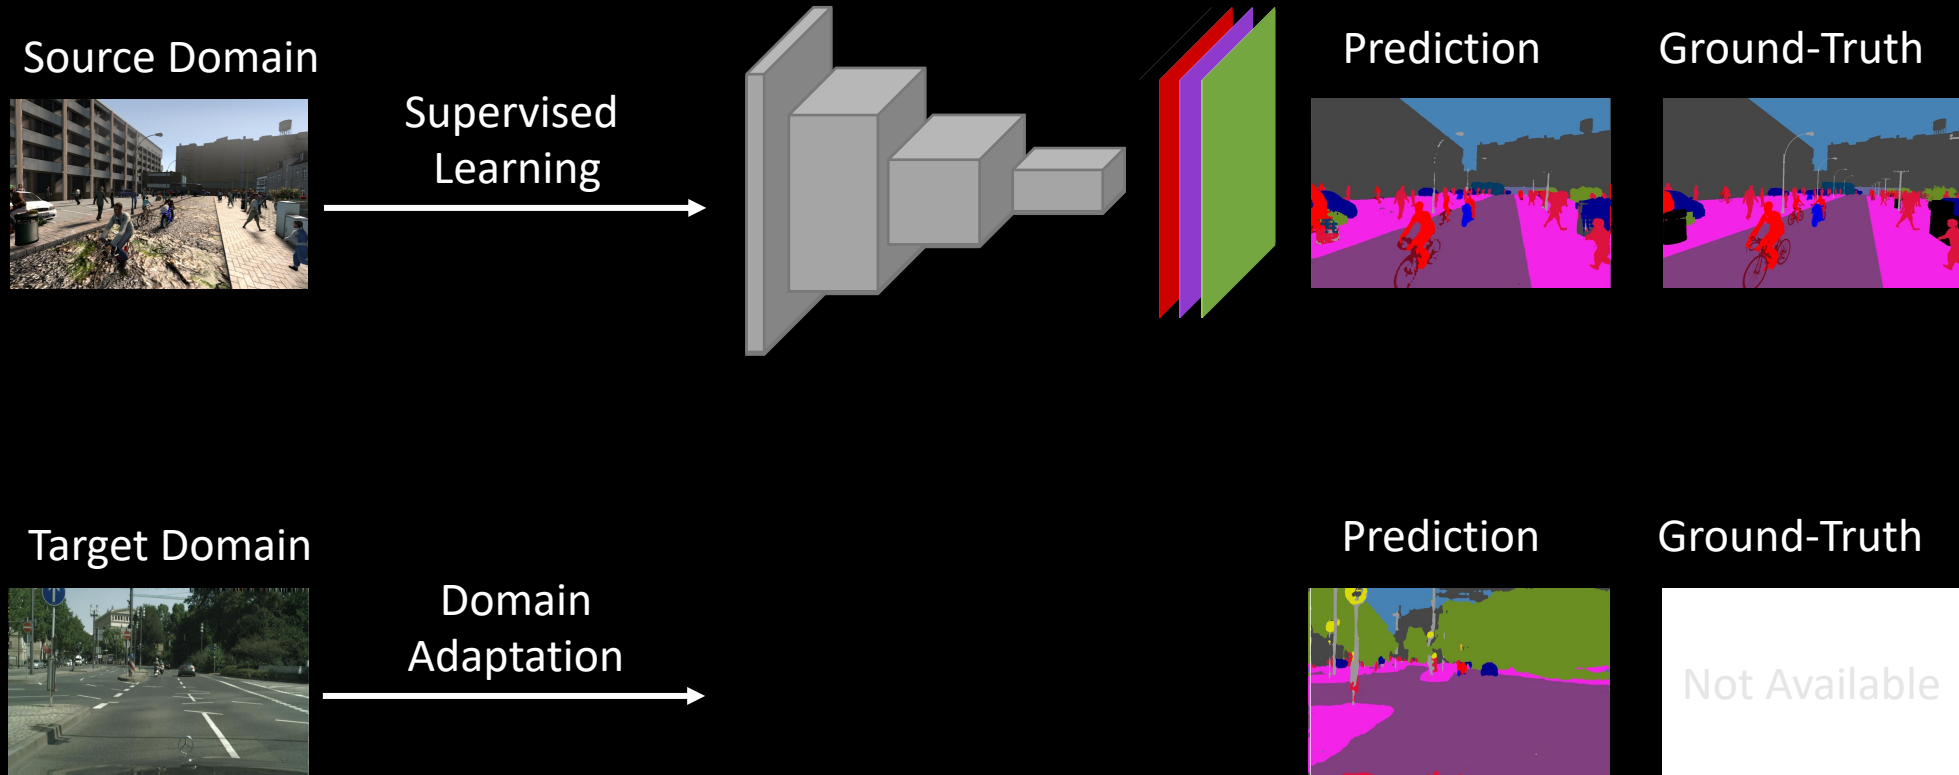 Source Domain
Supervised
Learning
Prediction
Ground-Truth
Target Domain
Domain
Adaptation
Prediction
Ground-Truth
Not Available